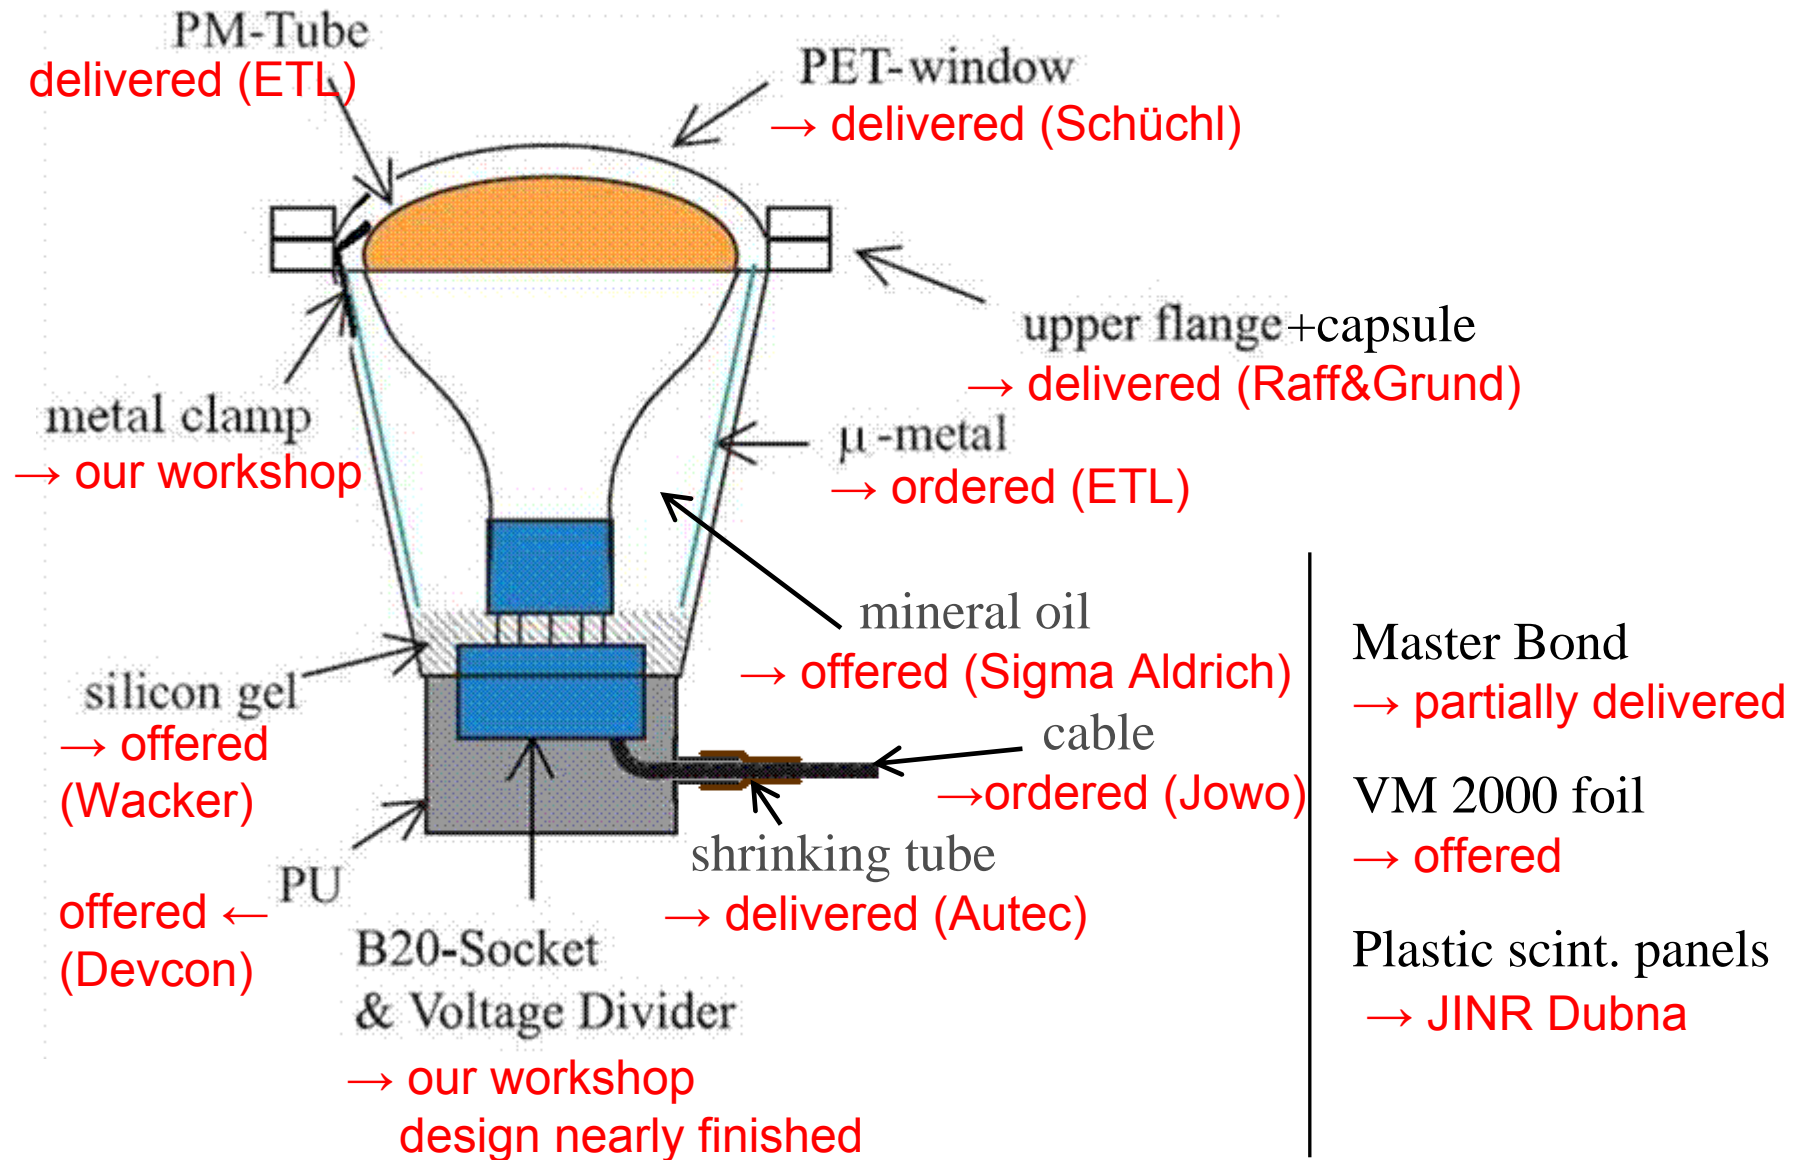 PM-Tube
delivered (ETL)
PET-window
→ delivered (Schüchl)
upper flange+capsule
→ delivered (Raff&Grund)
metal clamp
→ our workshop
µ-metal
→ ordered (ETL)
mineral oil
→ offered (Sigma Aldrich)
silicon gel
→ offered
(Wacker)
cable
→ordered (Jowo)
shrinking tube
→ delivered (Autec)
PU
offered ←
(Devcon)
B20-Socket
& Voltage Divider
→ our workshop
design nearly finished
Master Bond
→ partially delivered
VM 2000 foil
→ offered
Plastic scint. panels
→ JINR Dubna